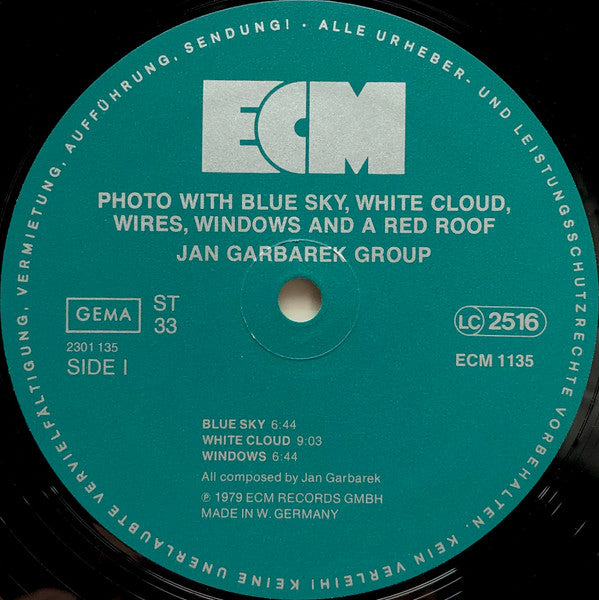 ALLE URHEBER- UND LEISTUNGSSCHUTZRECHTE VORBEHALTEN. KEIN VERLEIH! KEINE UNERLAUBTE VERVIELFÄLTIGUNG, VERMIETUNG, AUFFÜHRUNG, SENDUNG! ·
ECM
PHOTO WITH BLUE SKY, WHITE CLOUD,
WIRES, WINDOWS AND A RED ROOF
JAN GARBAREK GROUP
GEMA
ST
33
LC 2516
2301 135
SIDE I
ECM 1135
BLUE SKY 6:44
WHITE CLOUD 9:03
WINDOWS 6:44
All composed by Jan Garbarek
℗ 1979 ECM RECORDS GMBH
MADE IN W. GERMANY